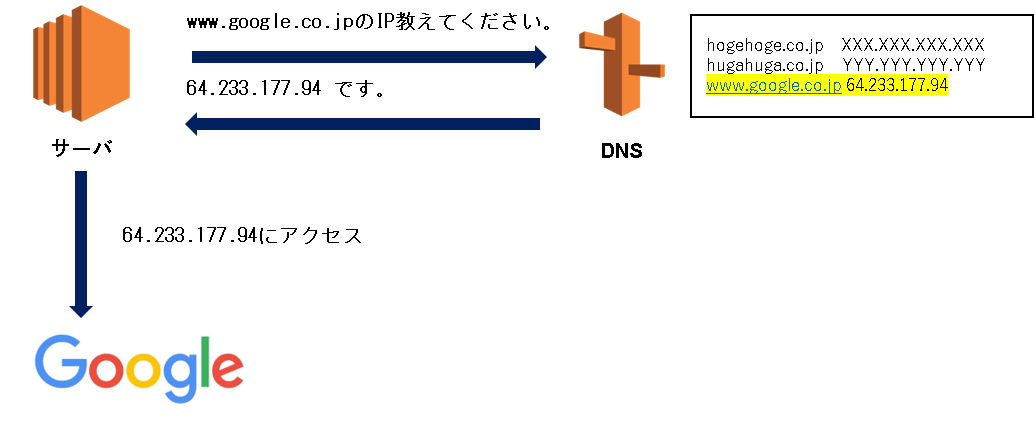 www.google.co.jpのIP教えてください。
64.233.177.94 です。
hogehoge.co.jp XXX.XXX.XXX.XXX
hugahuga.co.jp YYY.YYY.YYY.YYY
www.google.co.jp 64.233.177.94
サーバ
DNS
64.233.177.94にアクセス
Google